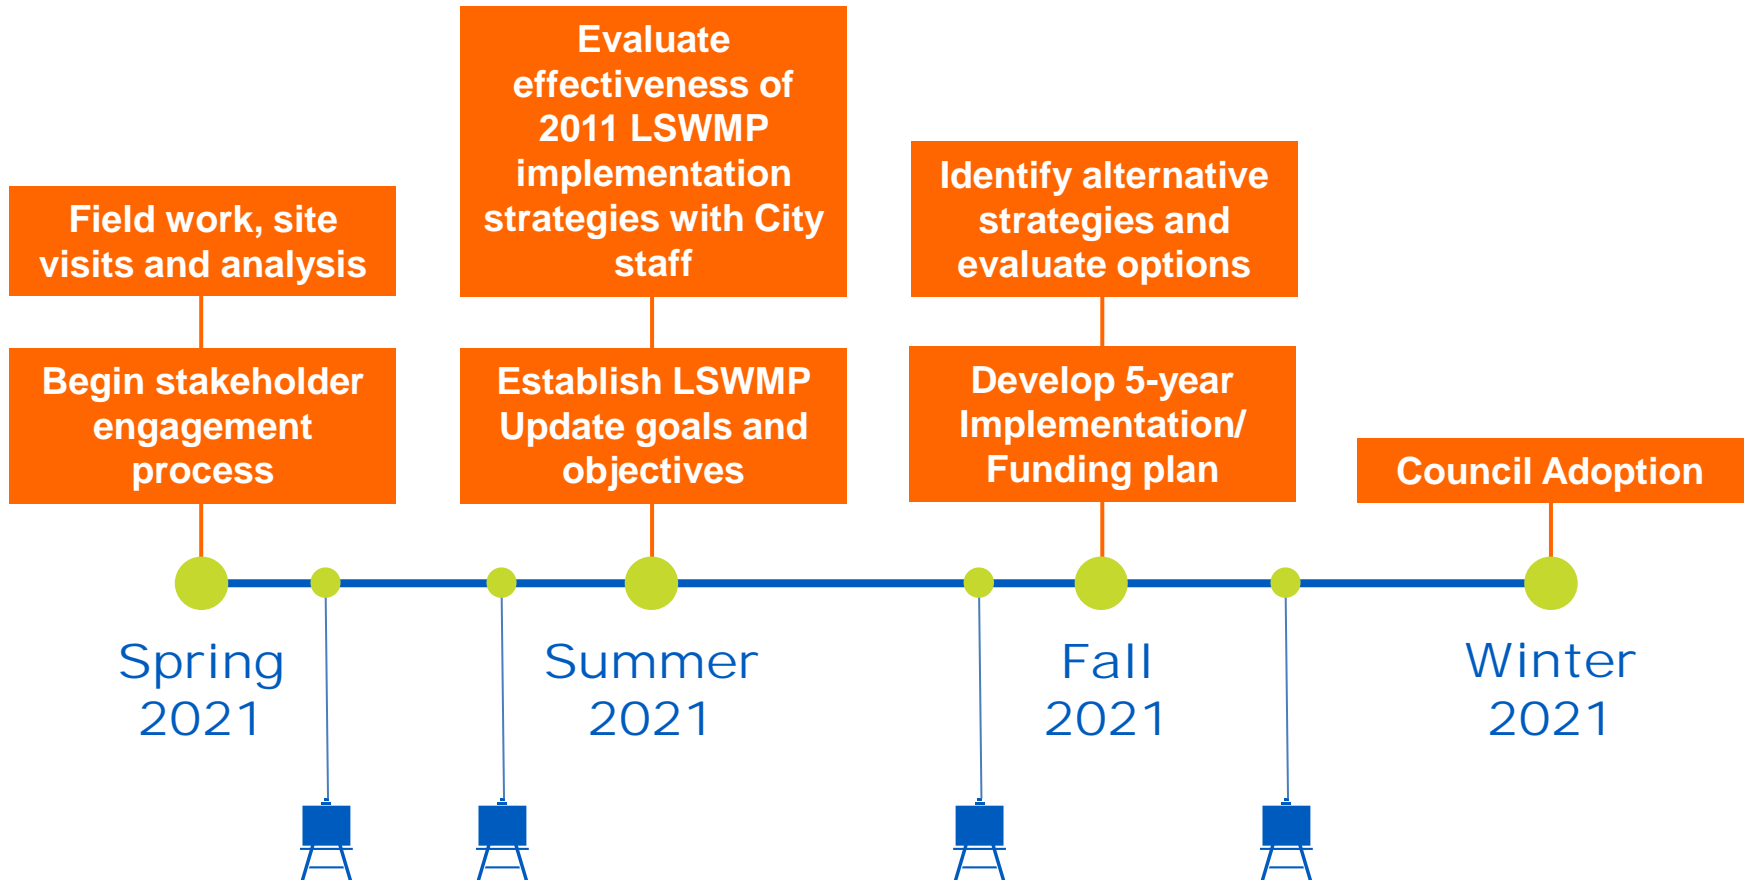 Field work, site
visits and analysis
Begin stakeholder
engagement
process
Spring
2021
Evaluate
effectiveness of
2011 LSWMP
implementation
strategies with City
staff
Establish LSWMP
Update goals and
objectives
Summer
2021
Identify alternative
strategies and
evaluate options
Develop 5-year
Implementation/
Funding plan
Fall
2021
Council Adoption
Winter
2021